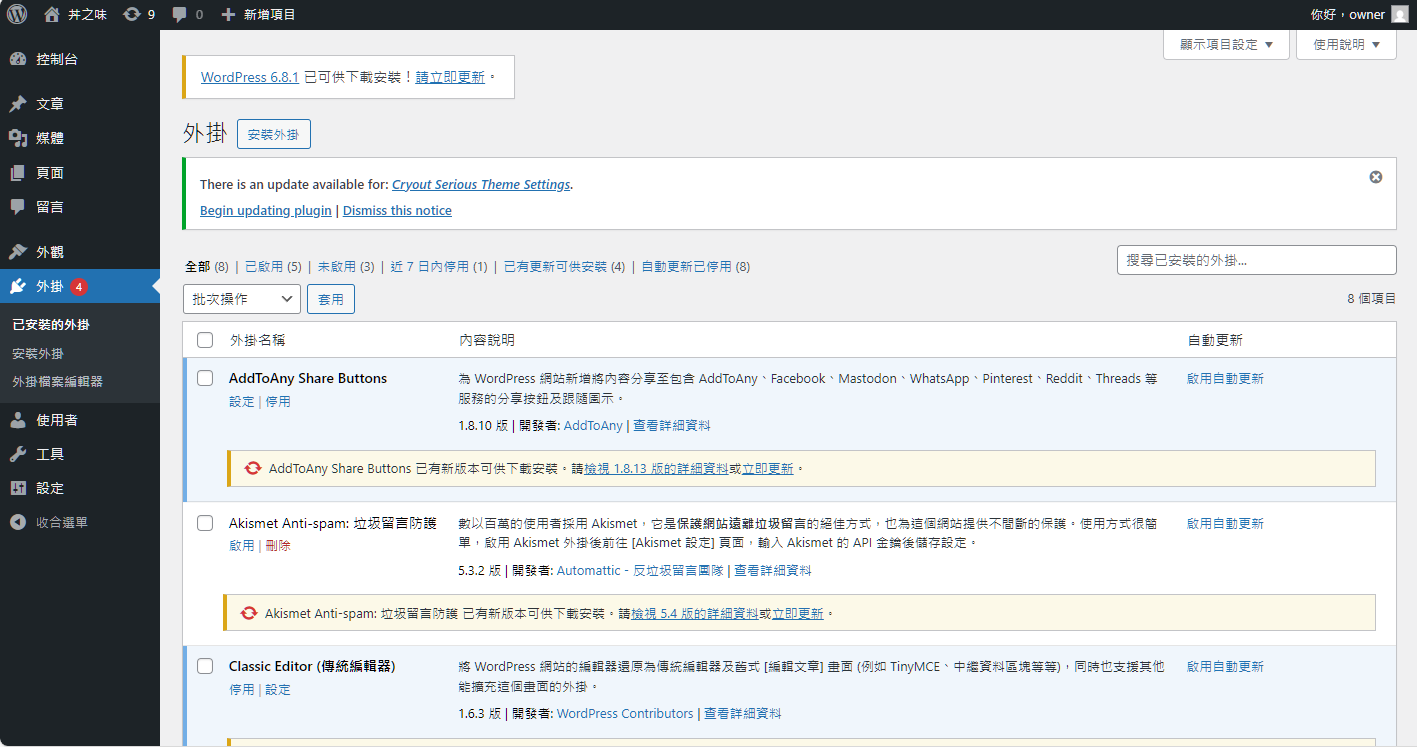 丼之味 9 0 新增項目 你好，owner
顯示項目設定 ▼ 使用說明 ▼
控制台
文章
媒體
頁面
留言
外觀
外掛 4
已安裝的外掛
安裝外掛
外掛檔案編輯器
使用者
工具
設定
收合選單
WordPress 6.8.1 已可供下載安裝！請立即更新。
外掛 安裝外掛
There is an update available for: Cryout Serious Theme Settings.
Begin updating plugin | Dismiss this notice
全部 (8) | 已啟用 (5) | 未啟用 (3) | 近 7 日內停用 (1) | 已有更新可供安裝 (4) | 自動更新已停用 (8)
搜尋已安裝的外掛...
批次操作 套用
8 個項目
外掛名稱 內容說明 自動更新
AddToAny Share Buttons
設定 | 停用
為 WordPress 網站新增將內容分享至包含 AddToAny、Facebook、Mastodon、WhatsApp、Pinterest、Reddit、Threads 等
服務的分享按鈕及跟隨圖示。
1.8.10 版 | 開發者: AddToAny | 查看詳細資料
啟用自動更新
AddToAny Share Buttons 已有新版本可供下載安裝。請檢視 1.8.13 版的詳細資料或立即更新。
Akismet Anti-spam: 垃圾留言防護
啟用 | 刪除
數以百萬的使用者採用 Akismet，它是保護網站遠離垃圾留言的絕佳方式，也為這個網站提供不間斷的保護。使用方式很簡
單，啟用 Akismet 外掛後前往 [Akismet 設定] 頁面，輸入 Akismet 的 API 金鑰後儲存設定。
5.3.2 版 | 開發者: Automattic - 反垃圾留言團隊 | 查看詳細資料
啟用自動更新
Akismet Anti-spam: 垃圾留言防護 已有新版本可供下載安裝。請檢視 5.4 版的詳細資料或立即更新。
Classic Editor (傳統編輯器)
停用 | 設定
將 WordPress 網站的編輯器還原為傳統編輯器及舊式 [編輯文章] 畫面 (例如 TinyMCE、中繼資料區塊等等)，同時也支援其他
能擴充這個畫面的外掛。
1.6.3 版 | 開發者: WordPress Contributors | 查看詳細資料
啟用自動更新